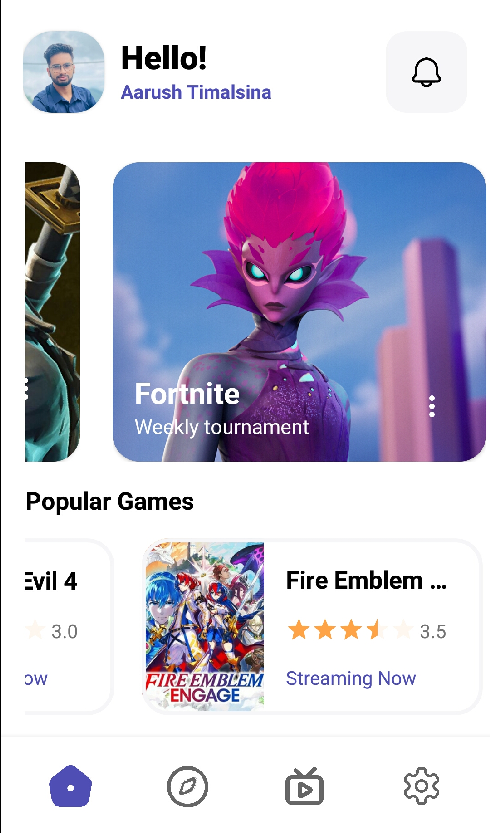 Hello!
Aarush Timalsina
Fortnite
Weekly tournament
Popular Games
Evil 4
3.0
ow
Fire Emblem ...
3.5
Streaming Now
FIRE EMBLEM
ENGAGE